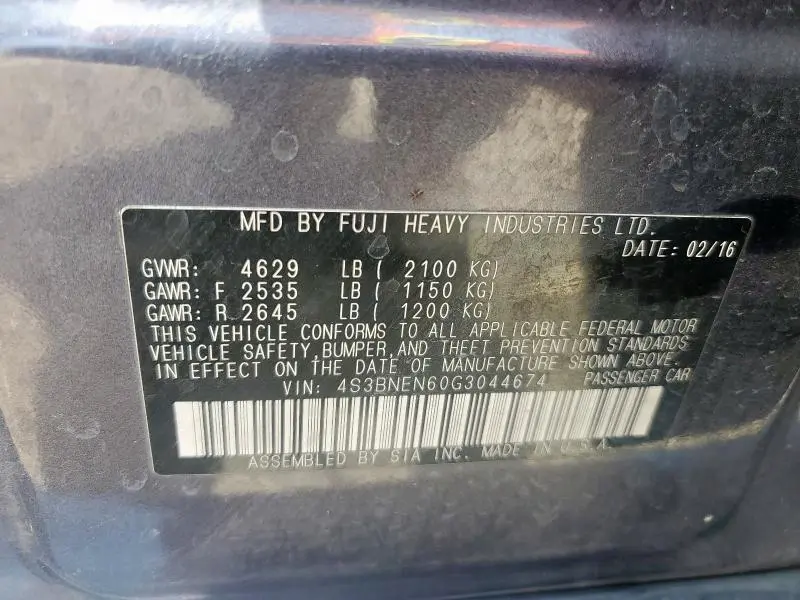 MFD BY FUJI HEAVY INDUSTRIES LTD.
DATE: 02/16
GVWR: 4629 LB ( 2100 KG)
GAWR: F 2535 LB ( 1150 KG)
GAWR: R 2645 LB ( 1200 KG)
THIS VEHICLE CONFORMS TO ALL APPLICABLE FEDERAL MOTOR
VEHICLE SAFETY,BUMPER,AND THEFT PREVENTION STANDARDS
IN EFFECT ON THE DATE OF MANUFACTURE SHOWN ABOVE.
VIN: 4S3BNEN60G3044674 PASSENGER CAR
ASSEMBLED BY SIA INC. MADE IN U.S.A.